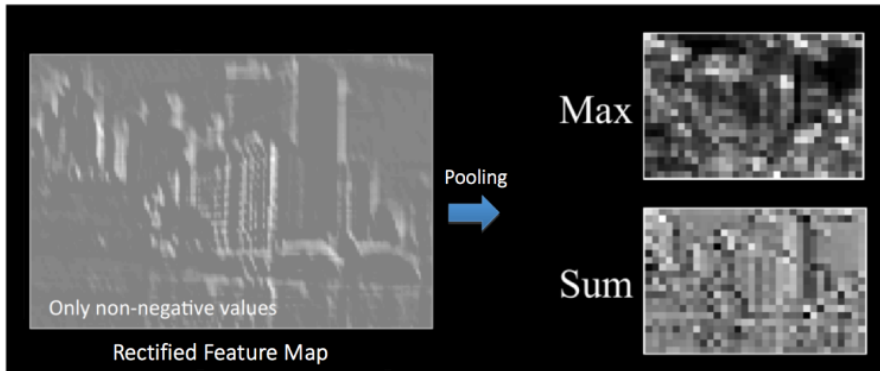 Only non-negative values
Rectified Feature Map
Pooling
Max
Sum